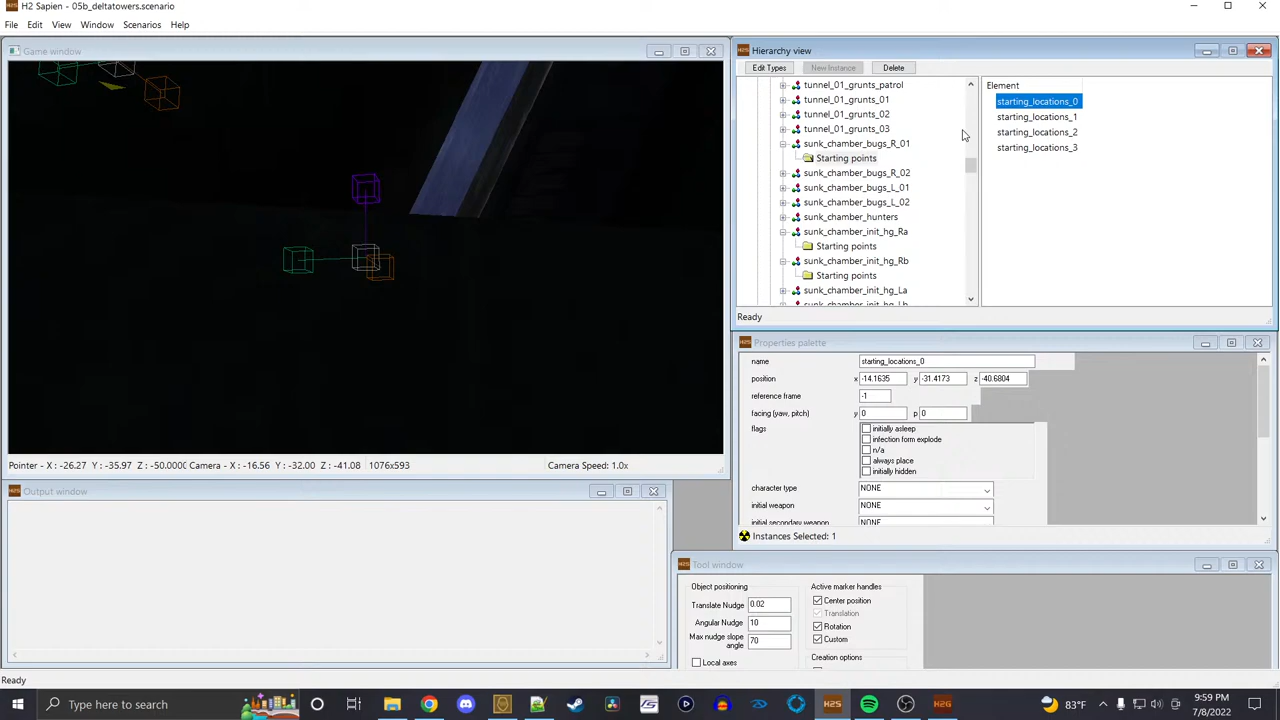 H2 Sapien - 05b_deltatowers.scenario
File Edit View Window Scenarios Help
Game window
Pointer - X : -26.27 Y : -35.97 Z : -50.0000 Camera - X : -16.56 Y : -32.00 Z : -41.08 1076x593 Camera Speed: 1.0x
Output window
Ready
Hierarchy view
Edit Types New Instance Delete
tunnel_01_grunts_patrol
tunnel_01_grunts_01
tunnel_01_grunts_02
tunnel_01_grunts_03
sunk_chamber_bugs_R_01
Starting points
sunk_chamber_bugs_R_02
sunk_chamber_bugs_L_01
sunk_chamber_bugs_L_02
sunk_chamber_hunters
sunk_chamber_init_hg_Ra
Starting points
sunk_chamber_init_hg_Rb
Starting points
sunk_chamber_init_hg_La
sunk_chamber_init_hg_Lb
Element
starting_locations_0
starting_locations_1
starting_locations_2
starting_locations_3
Ready
Properties palette
name starting_locations_0
position x -14.1635 y -31.4173 z -40.6804
reference frame -1
facing (yaw, pitch) y 0 p 0
flags initially asleep
infection form explode
n/a
always place
initially hidden
character type NONE
initial weapon NONE
initial secondary weapon NONE
Instances Selected: 1
Tool window
Object positioning
Translate Nudge 0.02
Angular Nudge 10
Max nudge slope angle 70
Local axes
Active marker handles
Center position
Translation
Rotation
Custom
Creation options
Type here to search
H2S
H2G
83°F
9:59 PM
7/8/2022